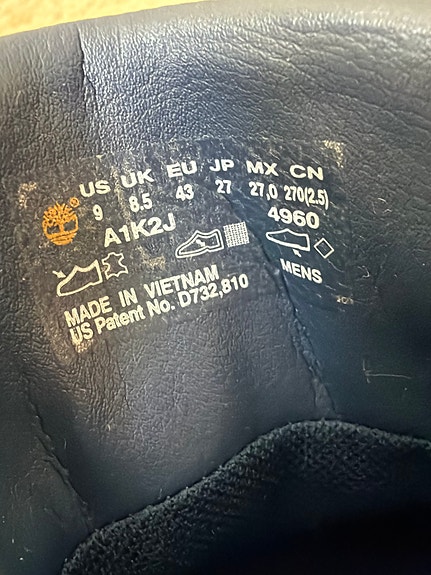 US UK EU JP MX CN
9 8.5 43 27 27,0 270(2.5)
A1K2J 4960
MENS
MADE IN VIETNAM
US Patent No. D732,810